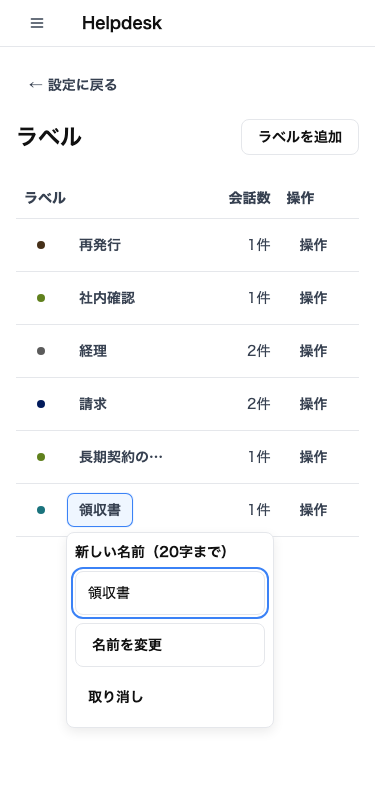 Helpdesk
← 設定に戻る
ラベル
ラベルを追加
ラベル 会話数 操作
再発行 1件 操作
社内確認 1件 操作
経理 2件 操作
請求 2件 操作
長期契約の… 1件 操作
領収書 1件 操作
新しい名前（20字まで）
領収書
名前を変更
取り消し